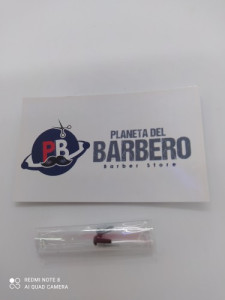 PB
PLANETA DEL
BARBERO
Barber Store
REDMI NOTE 8
AI QUAD CAMERA